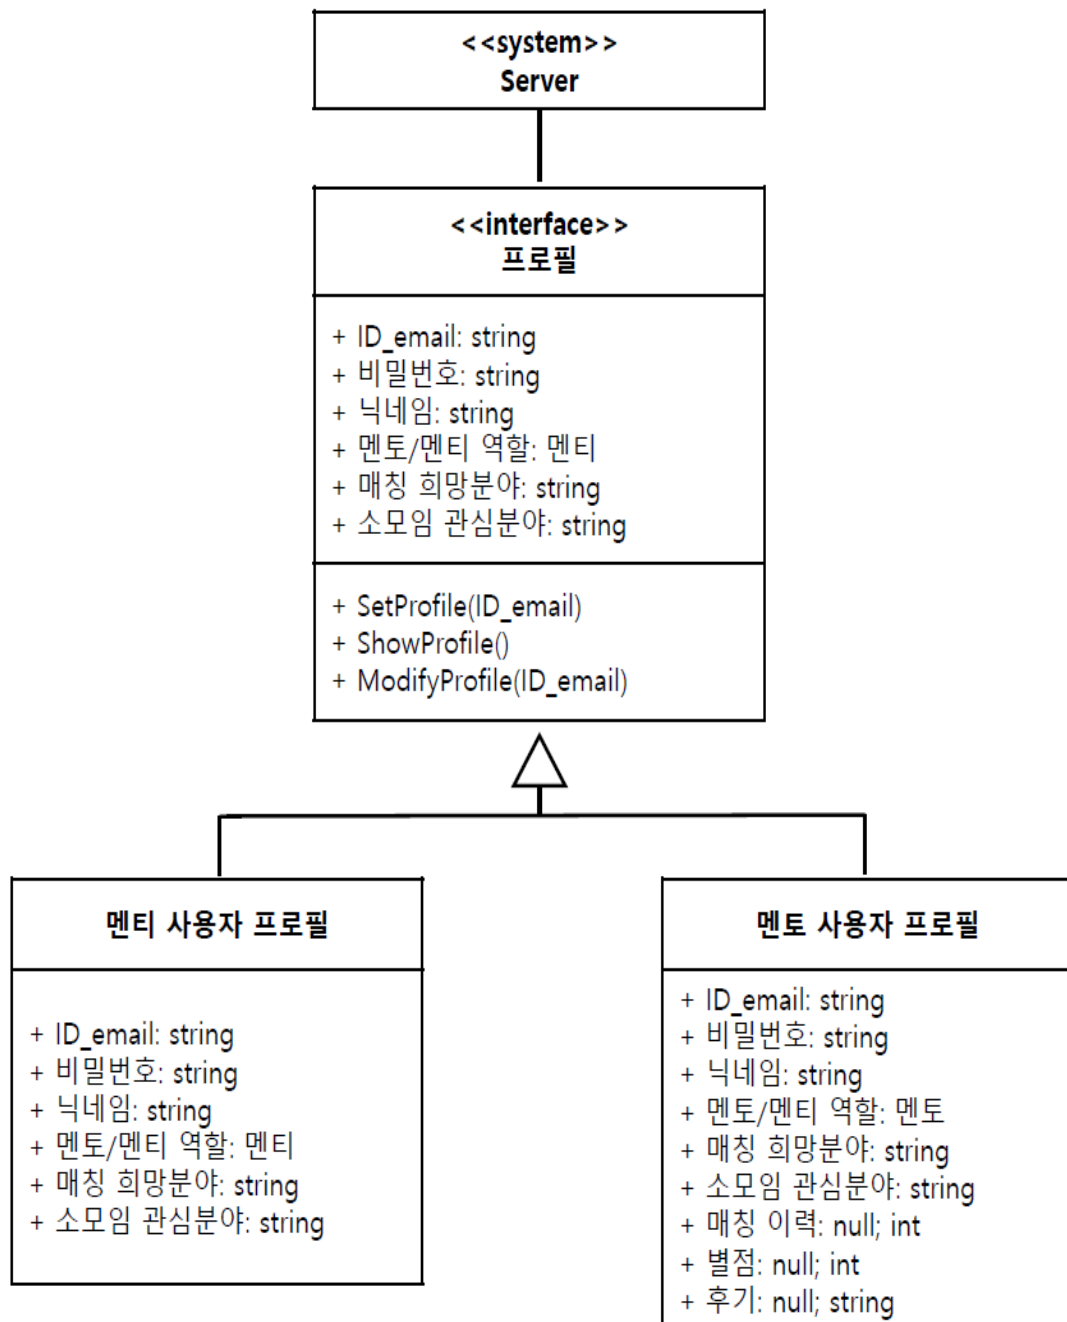 <<system>>
Server
<<interface>>
프로필
+ ID_email: string
+ 비밀번호: string
+ 닉네임: string
+ 멘토/멘티 역할: 멘티
+ 매칭 희망분야: string
+ 소모임 관심분야: string
+ SetProfile(ID_email)
+ ShowProfile()
+ ModifyProfile(ID_email)
멘티 사용자 프로필
+ ID_email: string
+ 비밀번호: string
+ 닉네임: string
+ 멘토/멘티 역할: 멘티
+ 매칭 희망분야: string
+ 소모임 관심분야: string
멘토 사용자 프로필
+ ID_email: string
+ 비밀번호: string
+ 닉네임: string
+ 멘토/멘티 역할: 멘토
+ 매칭 희망분야: string
+ 소모임 관심분야: string
+ 매칭 이력: null; int
+ 별점: null; int
+ 후기: null; string